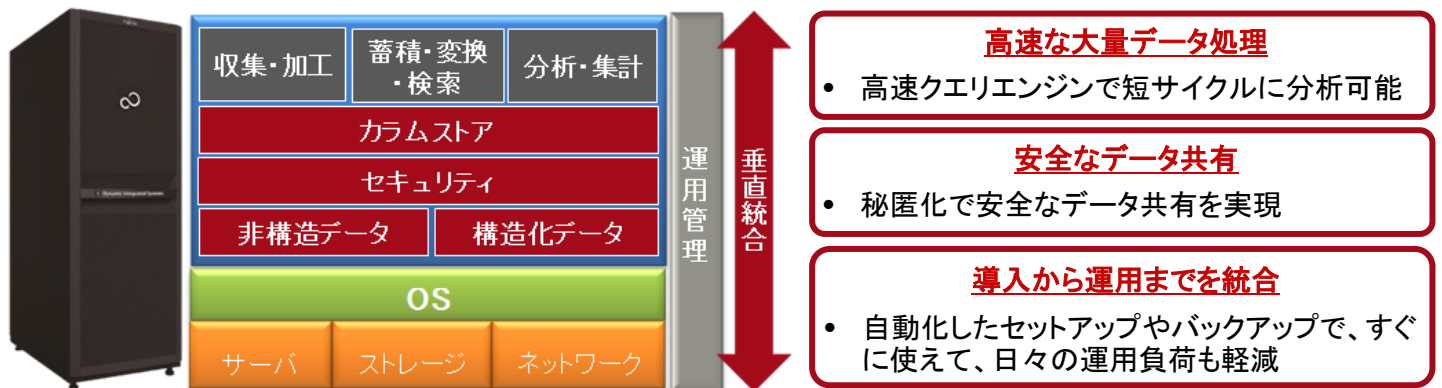 収集・加工
蓄積・変換
・検索
分析・集計
カラムストア
セキュリティ
非構造データ
構造化データ
OS
サーバ
ストレージ
ネットワーク
運用管理
垂直統合
高速な大量データ処理
• 高速クエリエンジンで短サイクルに分析可能
安全なデータ共有
• 秘匿化で安全なデータ共有を実現
導入から運用までを統合
• 自動化したセットアップやバックアップで、すぐ
に使えて、日々の運用負荷も軽減
Dynamic Integrated Systems